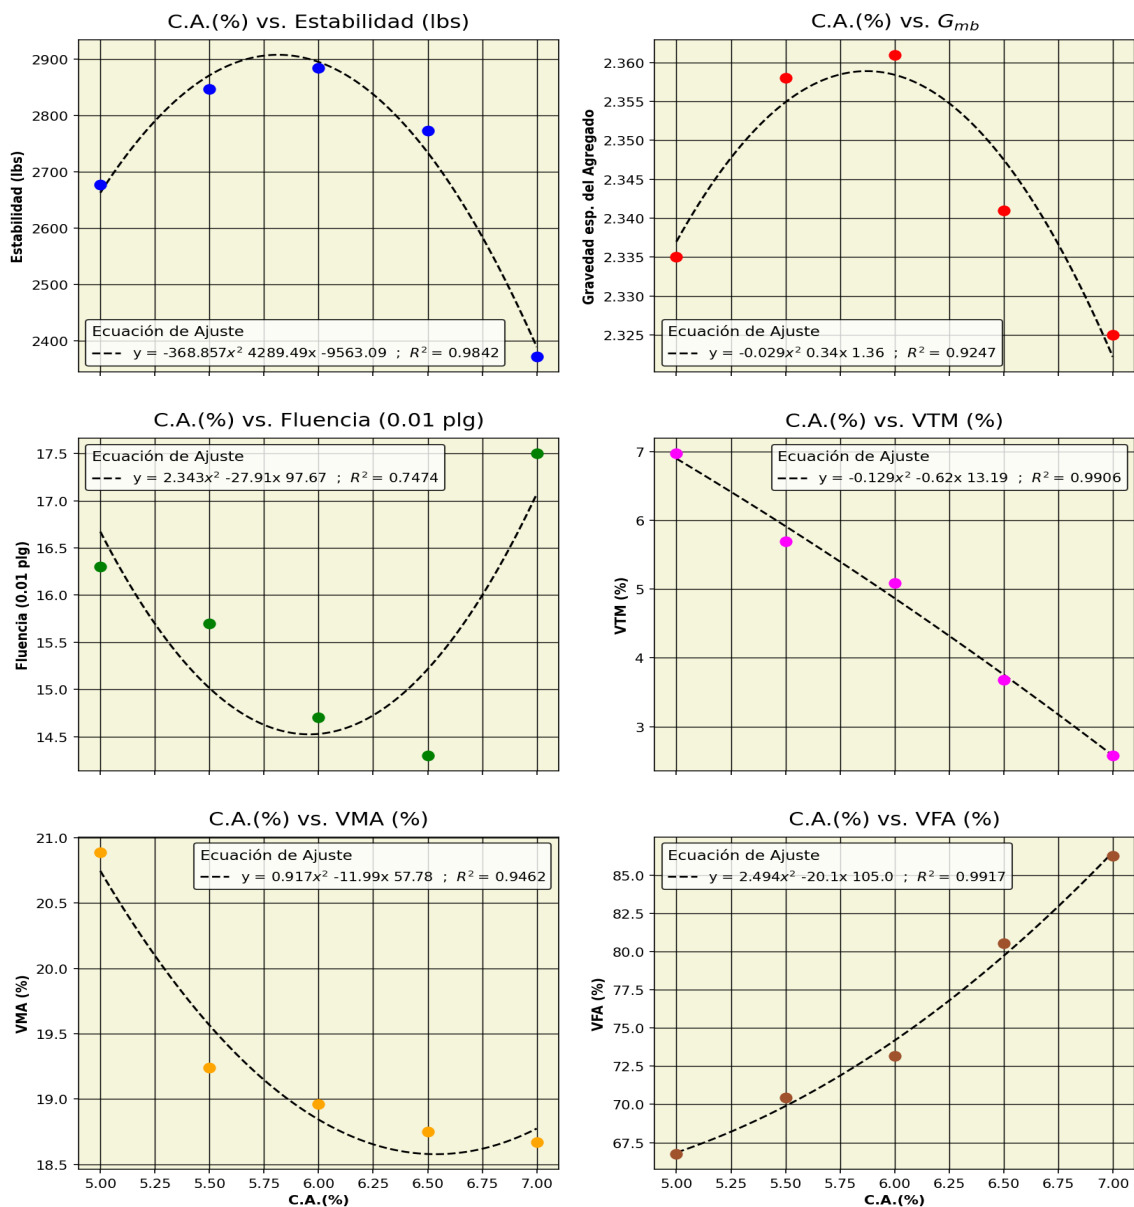 C.A.(%) vs. Estabilidad (lbs)
Estabilidad (lbs)
2900
2800
2700
2600
2500
2400
Ecuación de Ajuste
y = -368.857x² 4289.49x -9563.09 ; R² = 0.9842
C.A.(%) vs. G_mb
Gravedad esp. del Agregado
2.360
2.355
2.350
2.345
2.340
2.335
2.330
2.325
Ecuación de Ajuste
y = -0.029x² 0.34x 1.36 ; R² = 0.9247
C.A.(%) vs. Fluencia (0.01 plg)
Fluencia (0.01 plg)
17.5
17.0
16.5
16.0
15.5
15.0
14.5
Ecuación de Ajuste
y = 2.343x² -27.91x 97.67 ; R² = 0.7474
C.A.(%) vs. VTM (%)
VTM (%)
7
6
5
4
3
Ecuación de Ajuste
y = -0.129x² -0.62x 13.19 ; R² = 0.9906
C.A.(%) vs. VMA (%)
VMA (%)
21.0
20.5
20.0
19.5
19.0
18.5
Ecuación de Ajuste
y = 0.917x² -11.99x 57.78 ; R² = 0.9462
5.00 5.25 5.50 5.75 6.00 6.25 6.50 6.75 7.00
C.A.(%)
C.A.(%) vs. VFA (%)
VFA (%)
85.0
82.5
80.0
77.5
75.0
72.5
70.0
67.5
Ecuación de Ajuste
y = 2.494x² -20.1x 105.0 ; R² = 0.9917
5.00 5.25 5.50 5.75 6.00 6.25 6.50 6.75 7.00
C.A.(%)